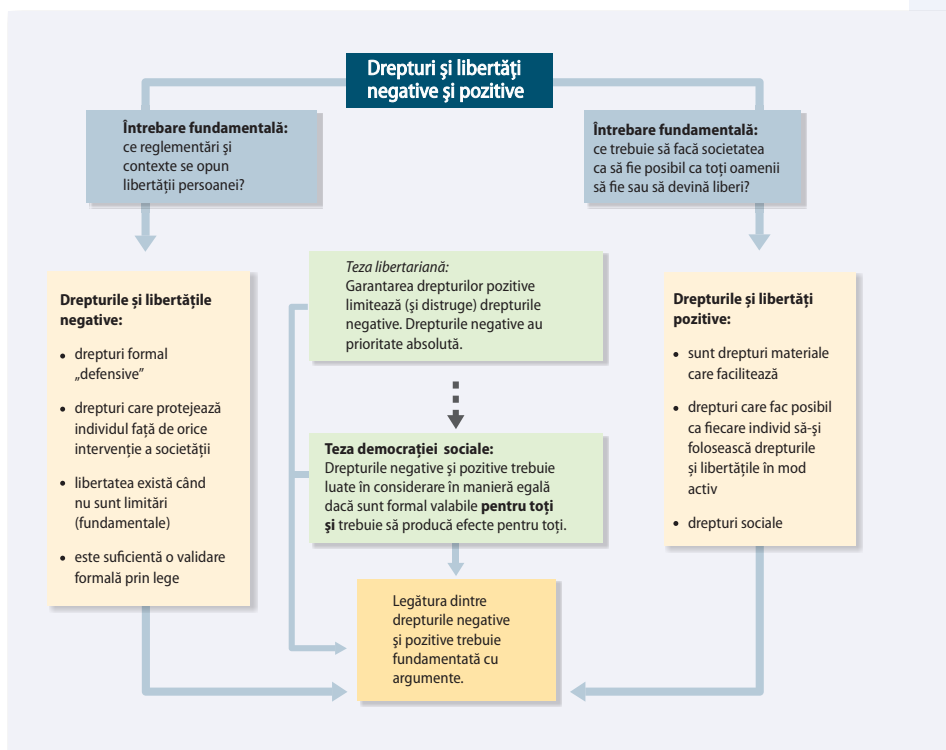 Drepturi şi libertăţi
negative şi pozitive
Întrebare fundamentală:
ce reglementări şi
contexte se opun
libertăţii persoanei?
Întrebare fundamentală:
ce trebuie să facă societatea
ca să fie posibil ca toţi oamenii
să fie sau să devină liberi?
Drepturile şi libertăţile
negative:
• drepturi formal
„defensive”
• drepturi care protejează
individul faţă de orice
intervenţie a societăţii
• libertatea există când
nu sunt limitări
(fundamentale)
• este suficientă o validare
formală prin lege
Teza libertariană:
Garantarea drepturilor pozitive
limitează (şi distruge) drepturile
negative. Drepturile negative au
prioritate absolută.
Teza democraţiei sociale:
Drepturile negative şi pozitive trebuie
luate în considerare în manieră egală
dacă sunt formal valabile pentru toţi
şi trebuie să producă efecte pentru toţi.
Legătura dintre
drepturile negative
şi pozitive trebuie
fundamentată cu
argumente.
Drepturile şi libertăţi
pozitive:
• sunt drepturi materiale
care facilitează
• drepturi care fac posibil
ca fiecare individ să-şi
folosească drepturile
şi libertăţile în mod
activ
• drepturi sociale